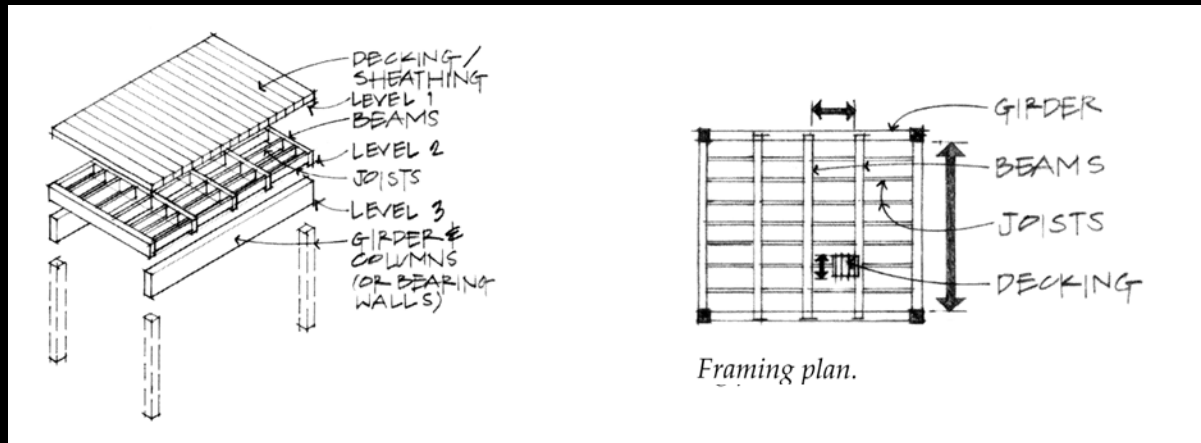 DECKING/
SHEATHING
LEVEL 1
BEAMS
LEVEL 2
JOISTS
LEVEL 3
GIRDER &
COLUMNS
(OR BEARING
WALLS)
GIRDER
BEAMS
JOISTS
DECKING
Framing plan.